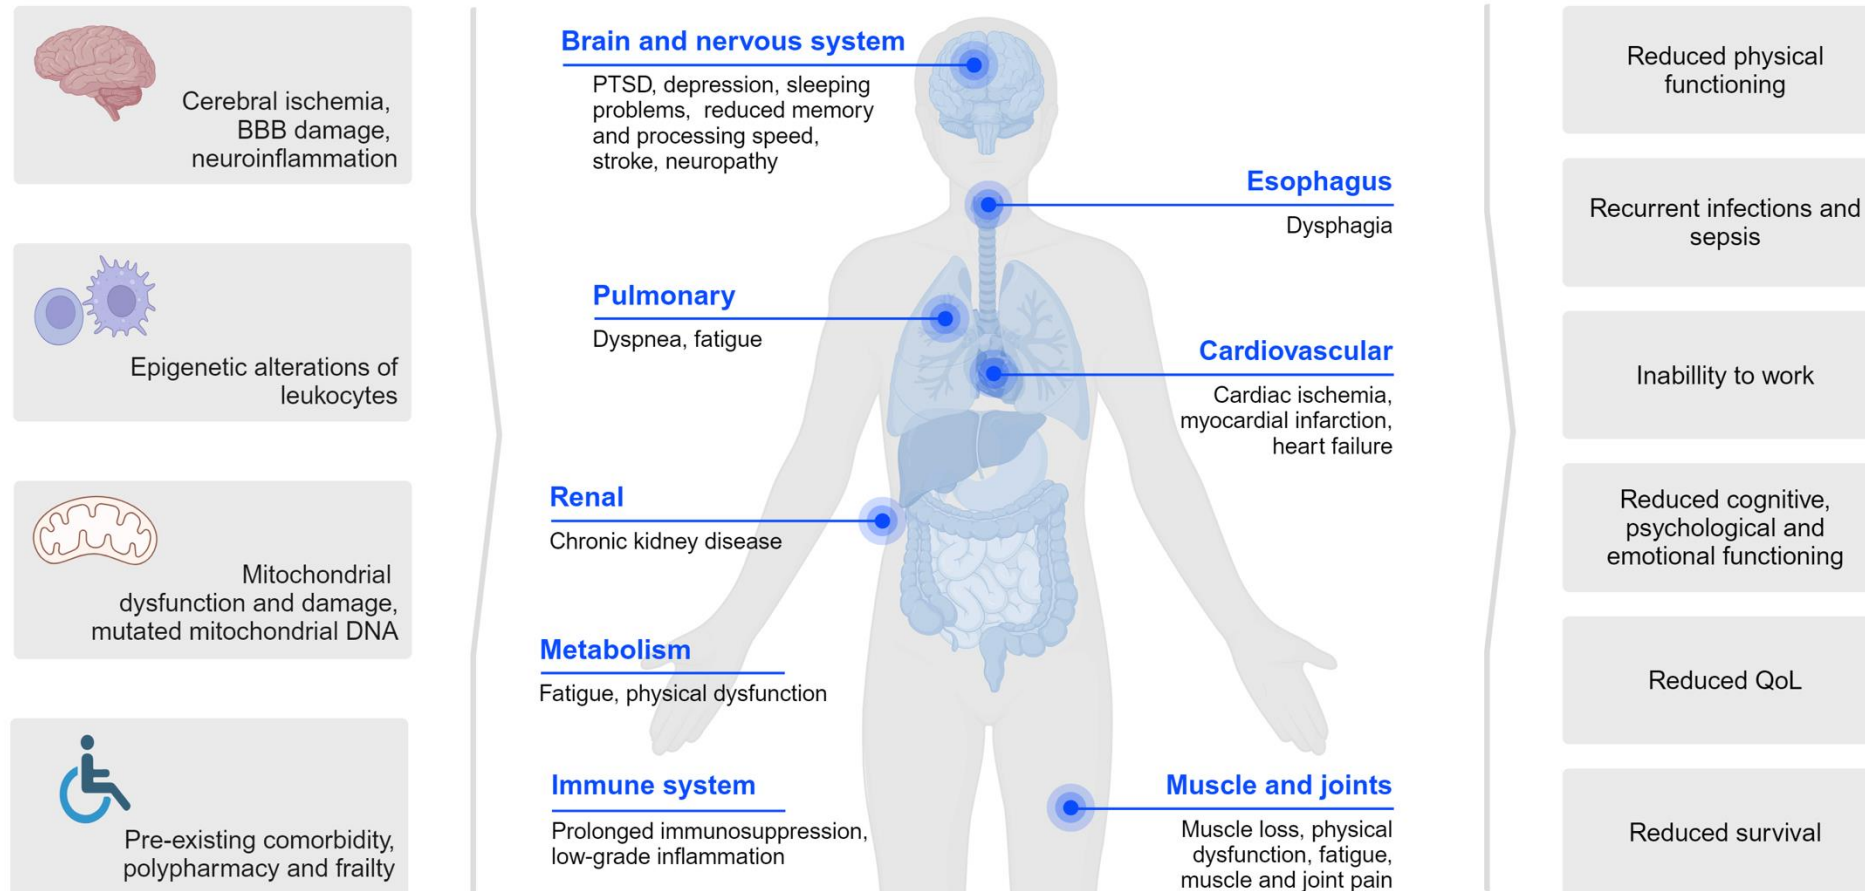 Cerebral ischemia,
BBB damage,
neuroinflammation
Epigenetic alterations of
leukocytes
Mitochondrial
dysfunction and damage,
mutated mitochondrial DNA
Pre-existing comorbidity,
polypharmacy and frailty
Brain and nervous system
PTSD, depression, sleeping
problems, reduced memory
and processing speed,
stroke, neuropathy
Esophagus
Dysphagia
Pulmonary
Dyspnea, fatigue
Cardiovascular
Cardiac ischemia,
myocardial infarction,
heart failure
Renal
Chronic kidney disease
Metabolism
Fatigue, physical dysfunction
Immune system
Prolonged immunosuppression,
low-grade inflammation
Muscle and joints
Muscle loss, physical
dysfunction, fatigue,
muscle and joint pain
Reduced physical
functioning
Recurrent infections and
sepsis
Inabillity to work
Reduced cognitive,
psychological and
emotional functioning
Reduced QoL
Reduced survival